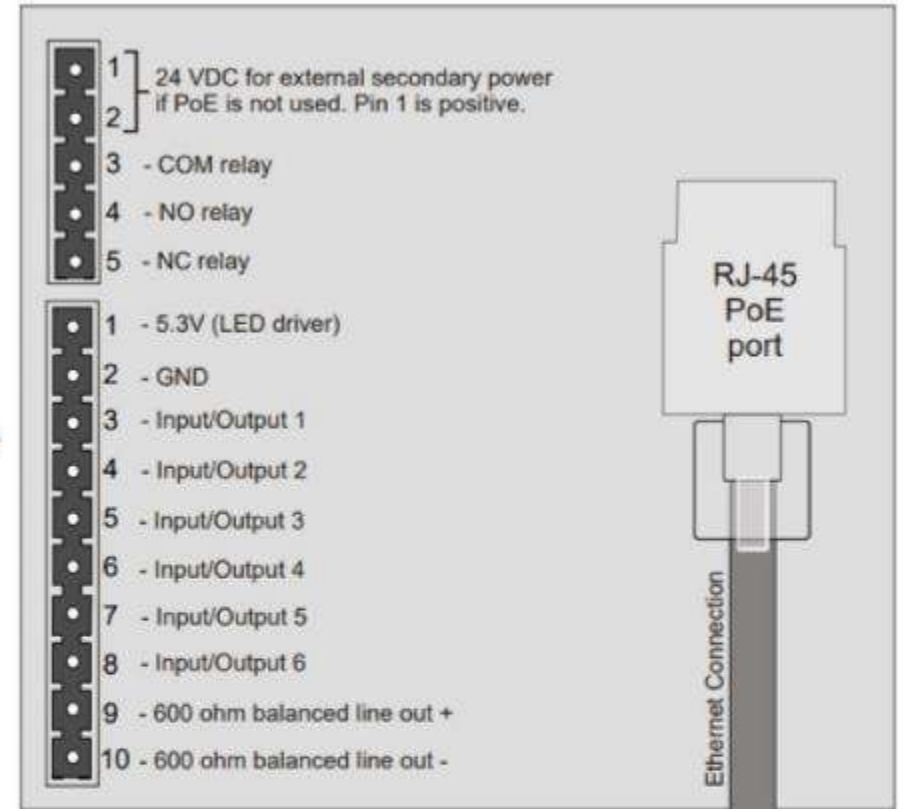 1
2
24 VDC for external secondary power
if PoE is not used. Pin 1 is positive.
3 - COM relay
4 - NO relay
5 - NC relay
1 - 5.3V (LED driver)
2 - GND
3 - Input/Output 1
4 - Input/Output 2
5 - Input/Output 3
6 - Input/Output 4
7 - Input/Output 5
8 - Input/Output 6
9 - 600 ohm balanced line out +
10 - 600 ohm balanced line out -
RJ-45
PoE
port
Ethernet Connection